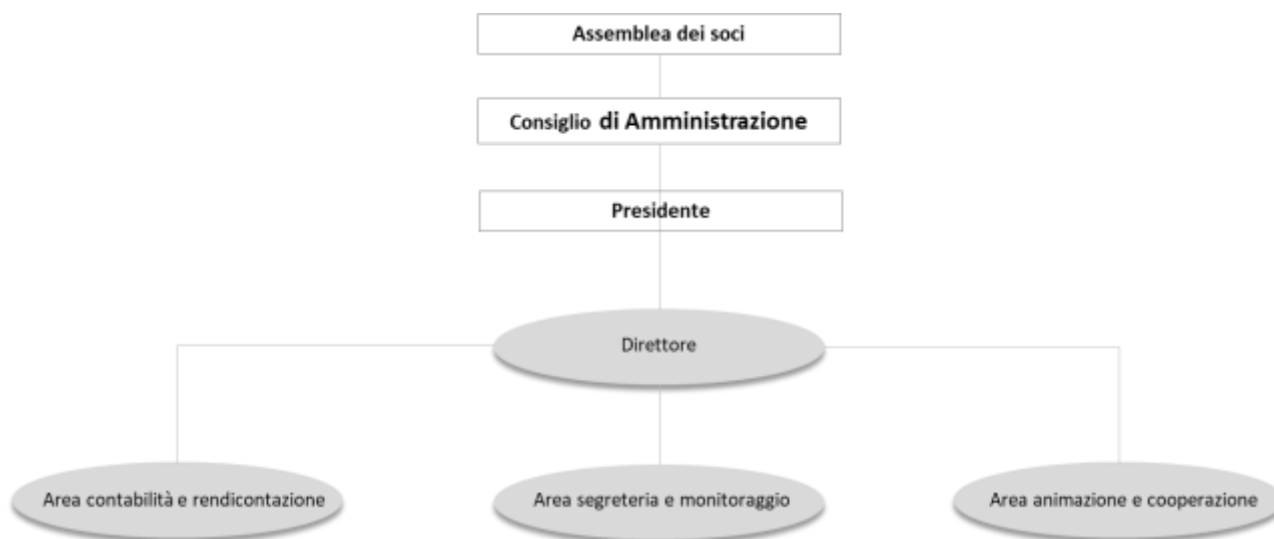 Assemblea dei soci
Consiglio di Amministrazione
Presidente
Direttore
Area contabilità e rendicontazione
Area segreteria e monitoraggio
Area animazione e cooperazione